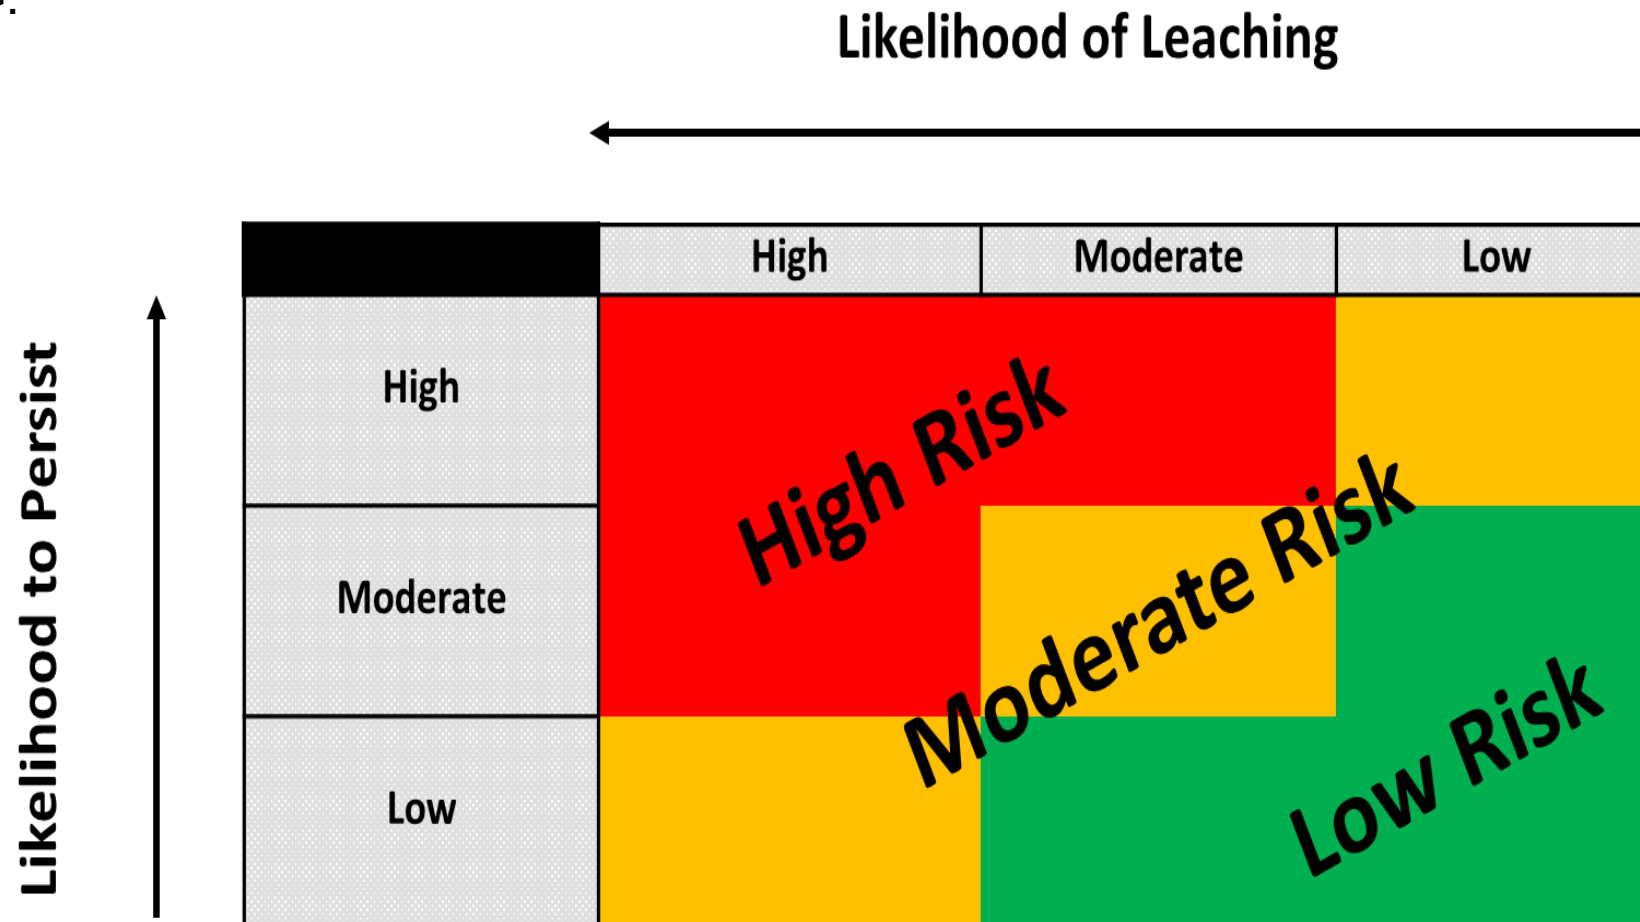 Likelihood of Leaching
High
Moderate
Low
Likelihood to Persist
High
Moderate
Low
High Risk
Moderate Risk
Low Risk